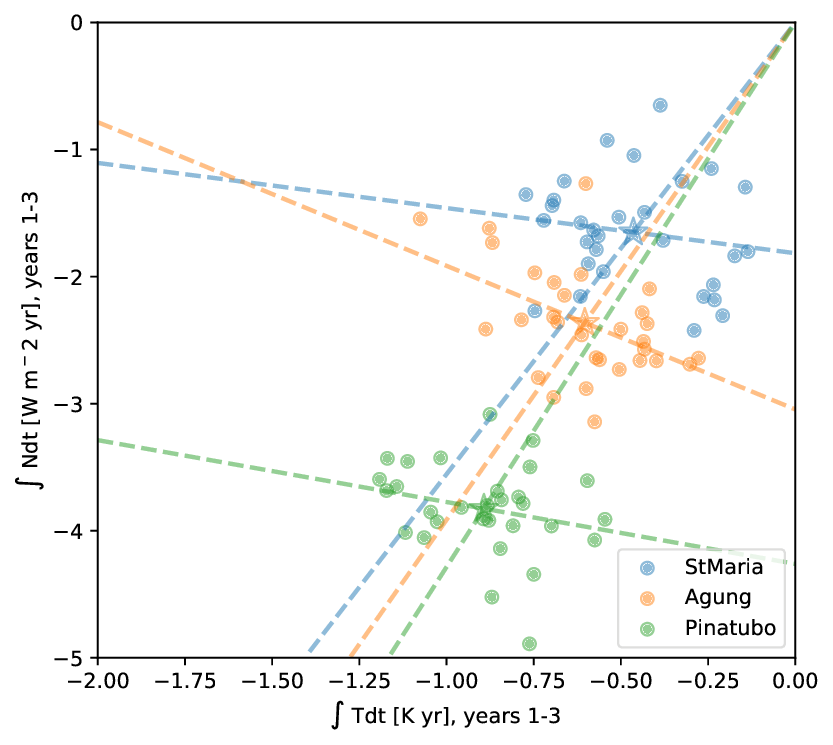 0
−1
−2
−3
−4
−5
∫ Ndt [W m − 2 yr], years 1-3
−2.00 −1.75 −1.50 −1.25 −1.00 −0.75 −0.50 −0.25 0.00
∫ Tdt [K yr], years 1-3
StMaria
Agung
Pinatubo